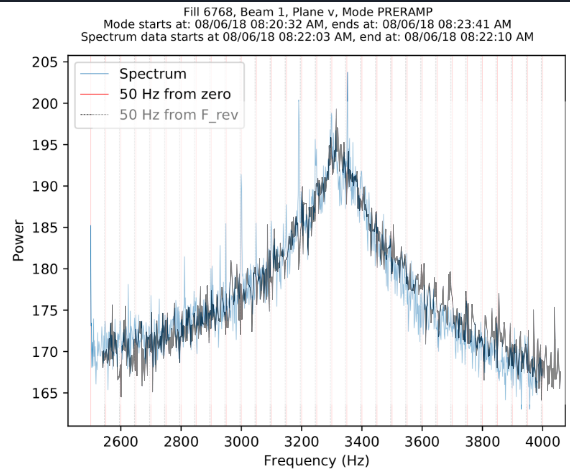 Fill 6768, Beam 1, Plane v, Mode PRERAMP
Mode starts at: 08/06/18 08:20:32 AM, ends at: 08/06/18 08:23:41 AM
Spectrum data starts at 08/06/18 08:22:03 AM, end at: 08/06/18 08:22:10 AM
205
200
195
190
185
180
175
170
165
Power
Spectrum
50 Hz from zero
50 Hz from F_rev
2600 2800 3000 3200 3400 3600 3800 4000
Frequency (Hz)